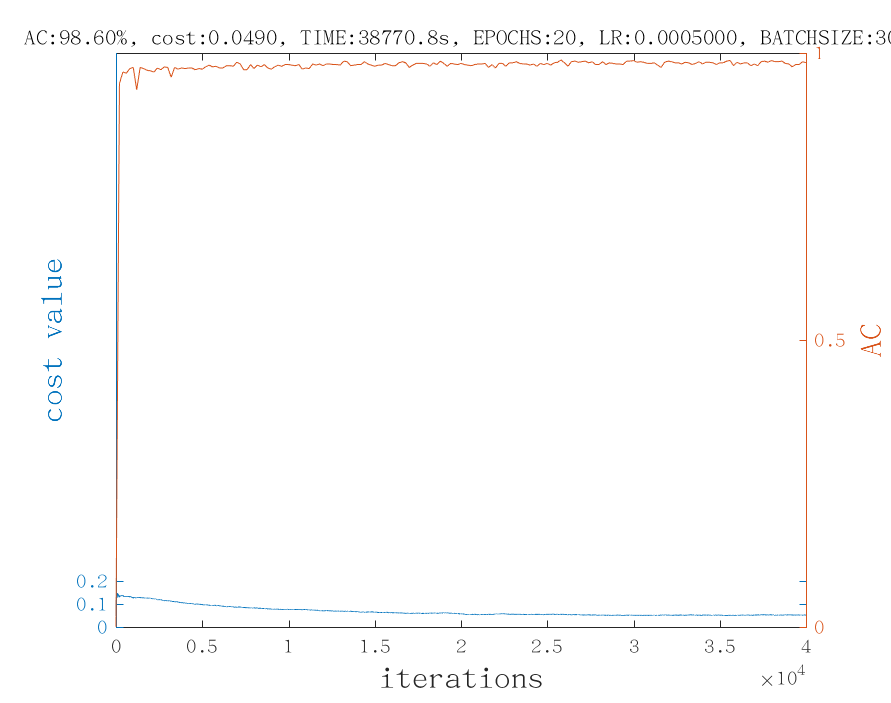 AC:98.60%, cost:0.0490, TIME:38770.8s, EPOCHS:20, LR:0.0005000, BATCHSIZE:30
cost value
0.2
0.1
0
1
0.5
0
AC
0 0.5 1 1.5 2 2.5 3 3.5 4
iterations
×10⁴